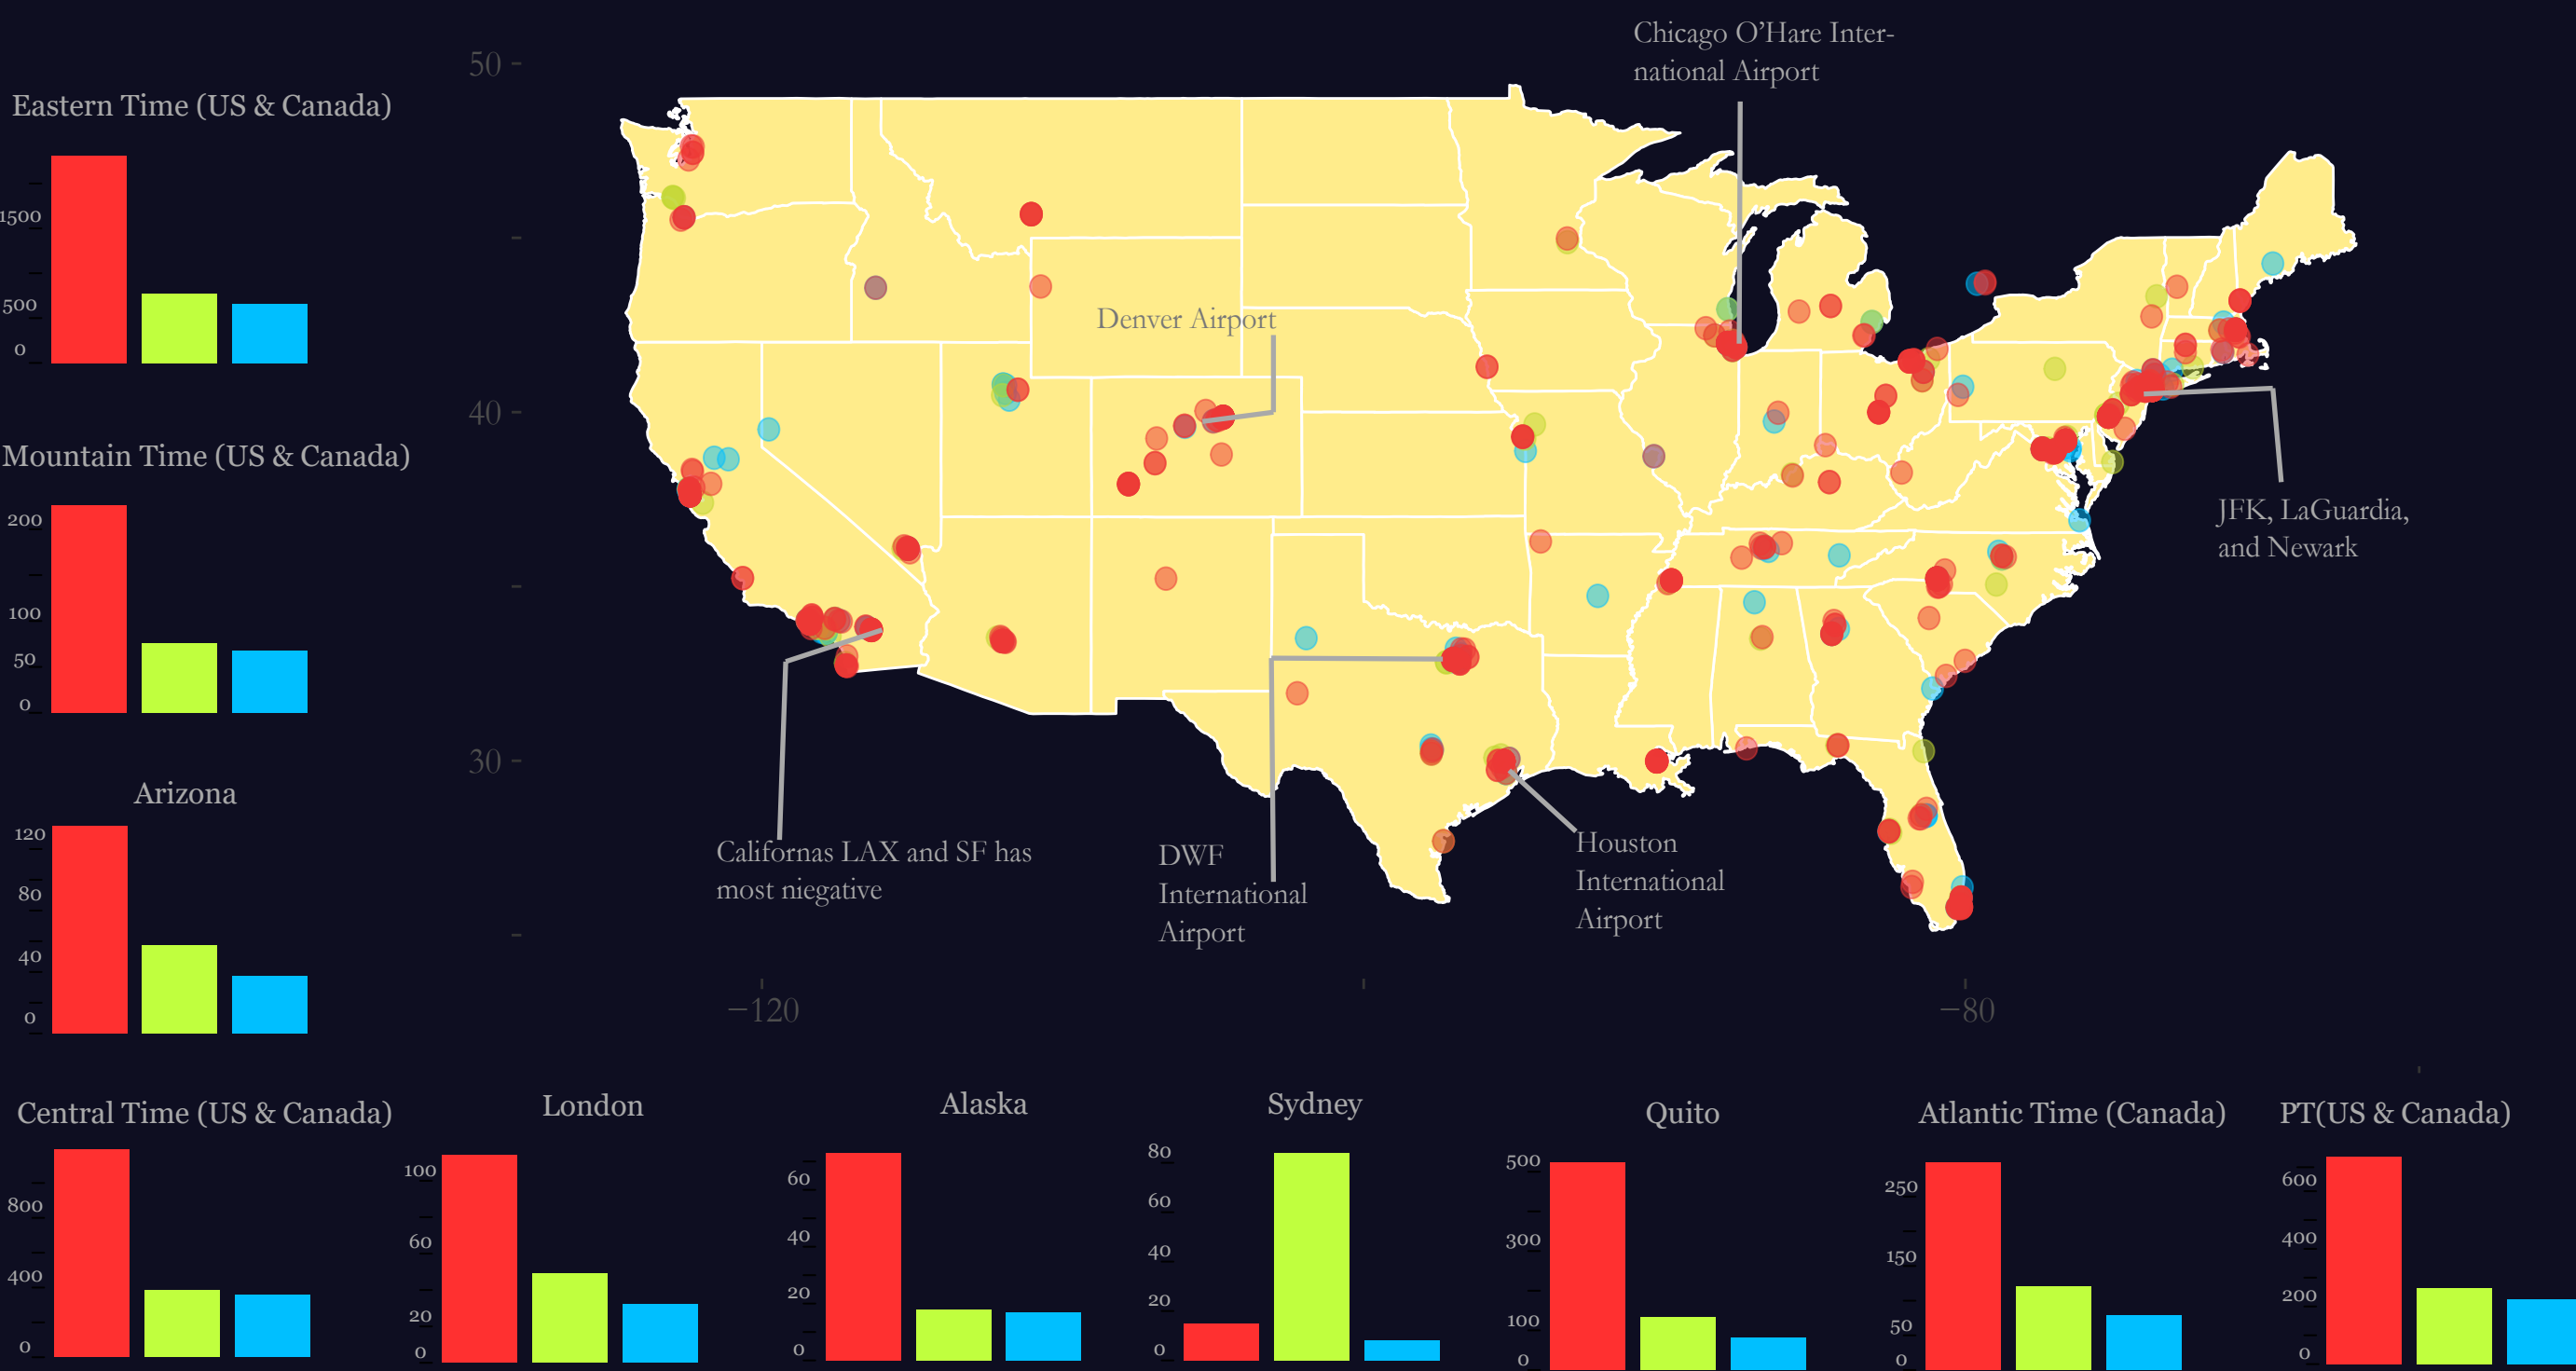 Chicago O’Hare Inter-
national Airport
50
Eastern Time (US & Canada)
1500
500
0
Denver Airport
40
Mountain Time (US & Canada)
200
100
50
0
JFK, LaGuardia,
and Newark
30
Arizona
120
80
40
0
Californas LAX and SF has
most niegative
DWF
International
Airport
Houston
International
Airport
−120
−80
Central Time (US & Canada)
800
400
0
London
100
60
20
0
Alaska
60
40
20
0
Sydney
80
60
40
20
0
Quito
500
300
100
0
Atlantic Time (Canada)
250
150
50
0
PT(US & Canada)
600
400
200
0